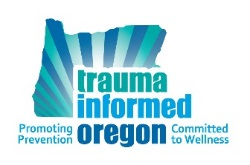 trauma
informed
Promoting Prevention oregon Committed to Wellness